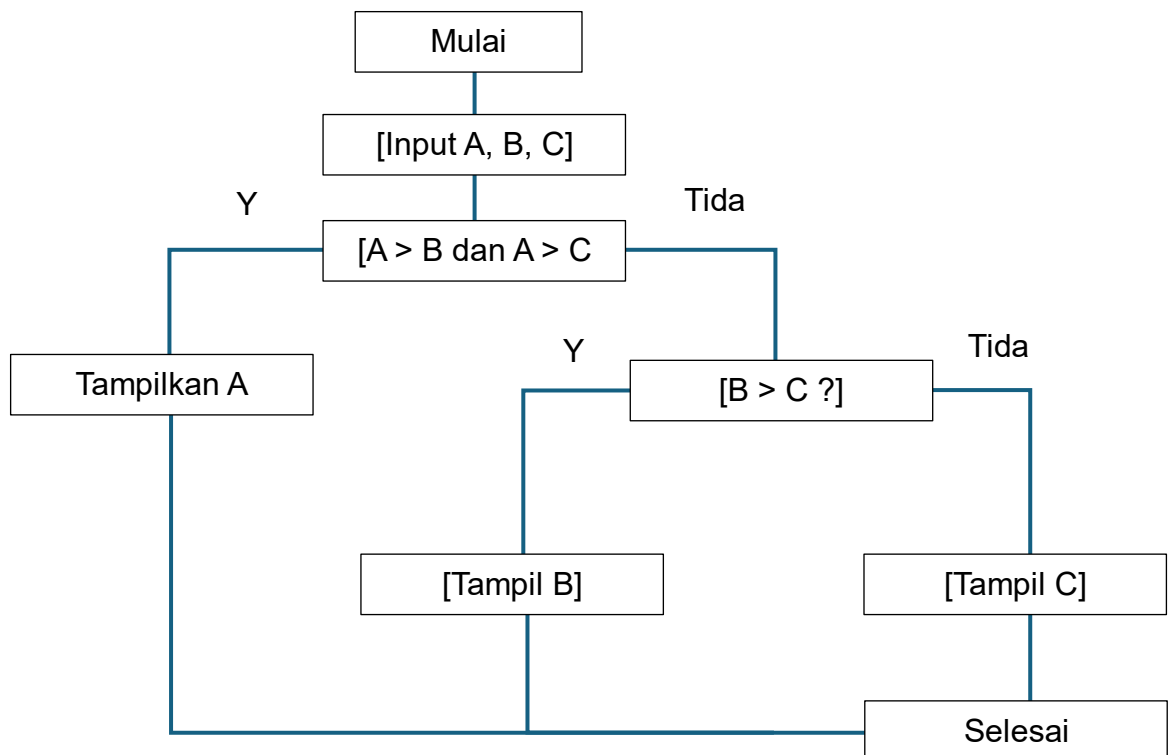 Mulai
[Input A, B, C]
Y
Tida
[A > B dan A > C
Tampilkan A
Y
Tida
[B > C ?]
[Tampil B]
[Tampil C]
Selesai